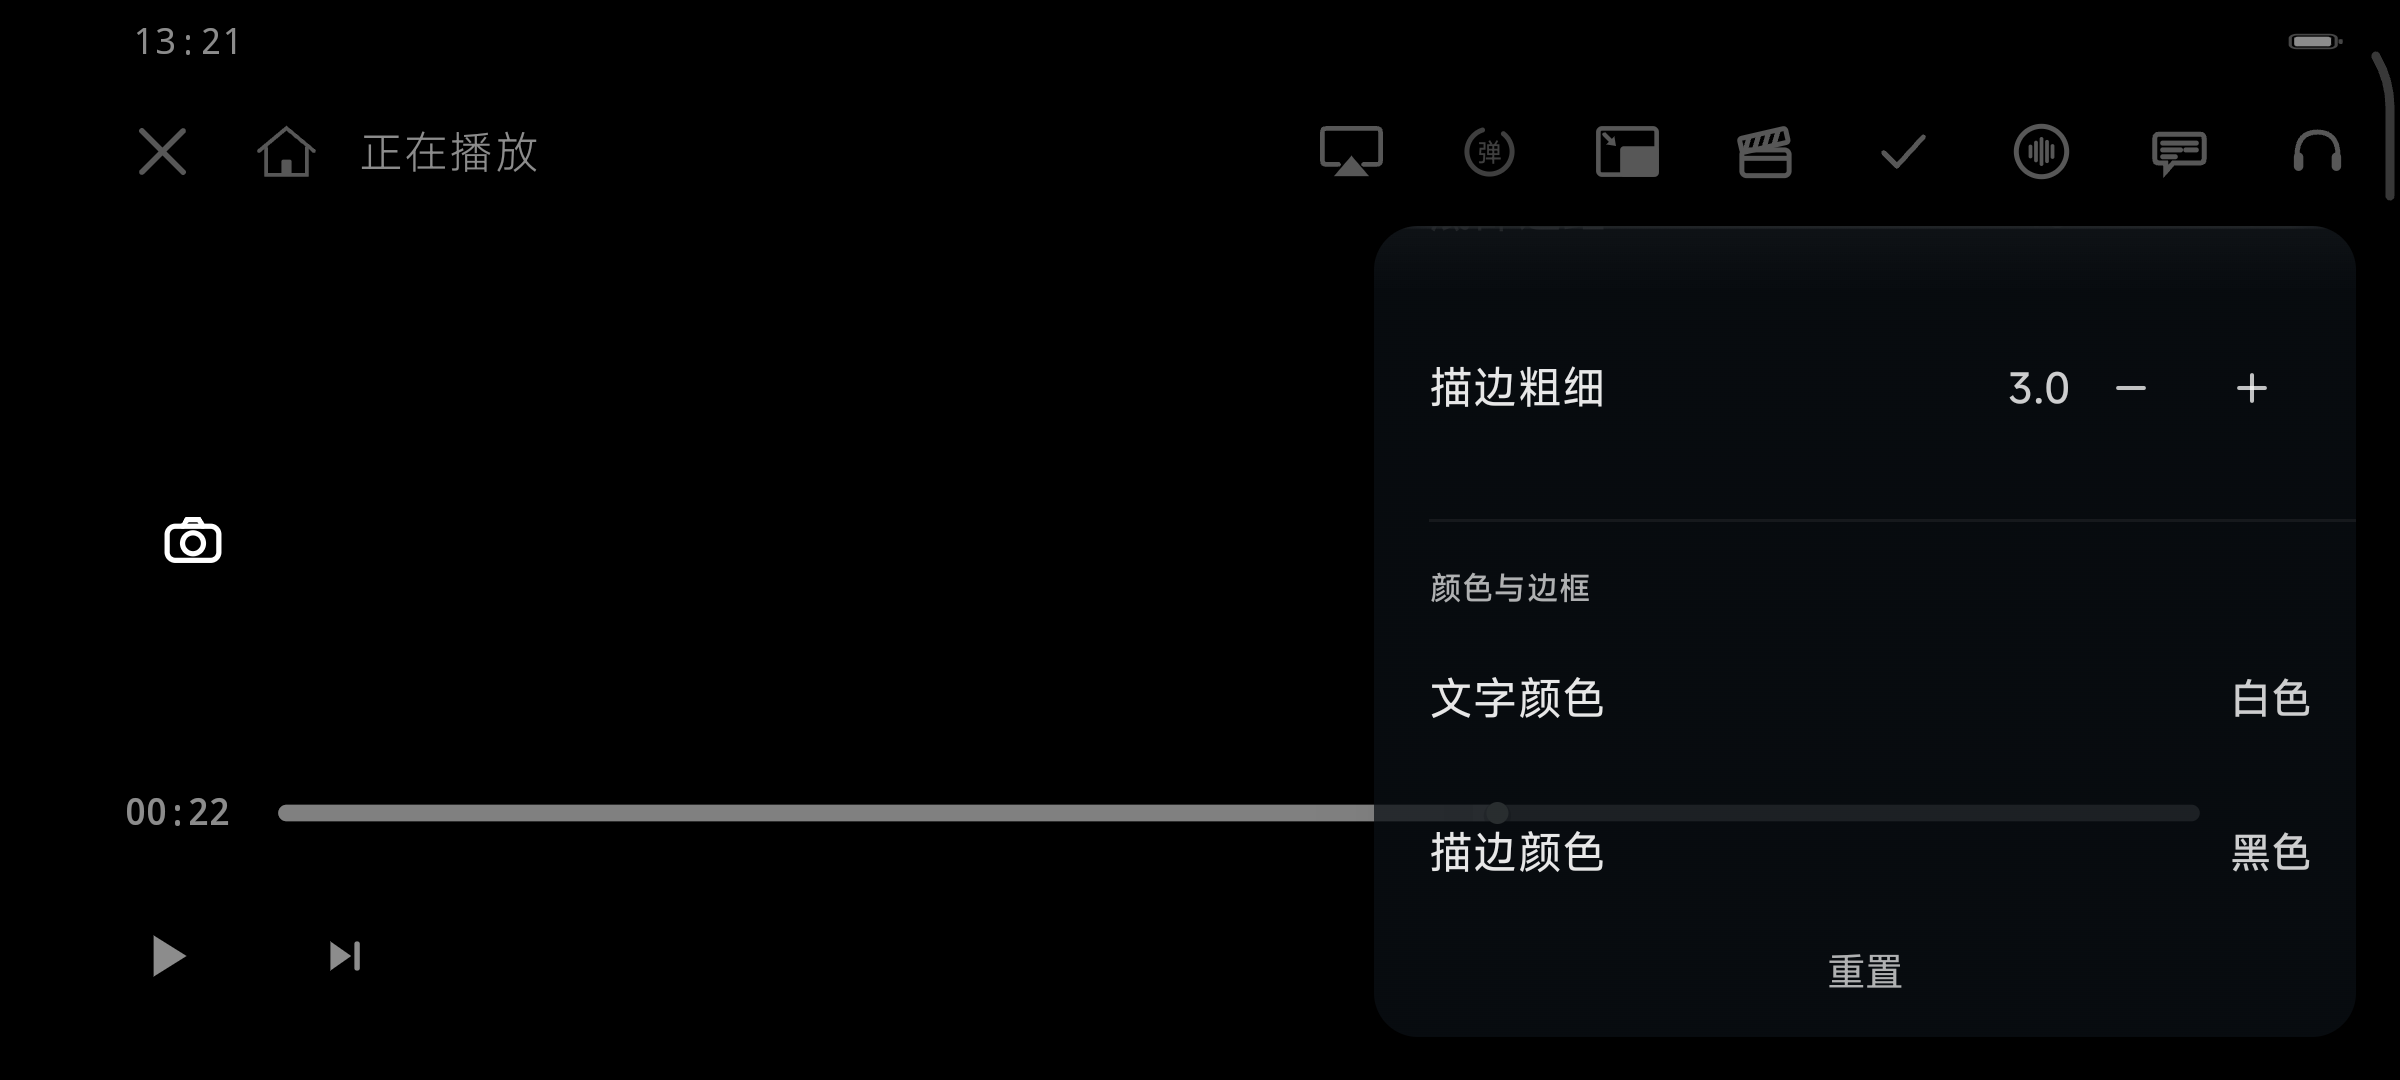 13:21
正在播放
弹
描边粗细 3.0
颜色与边框
文字颜色 白色
00:22
描边颜色 黑色
重置